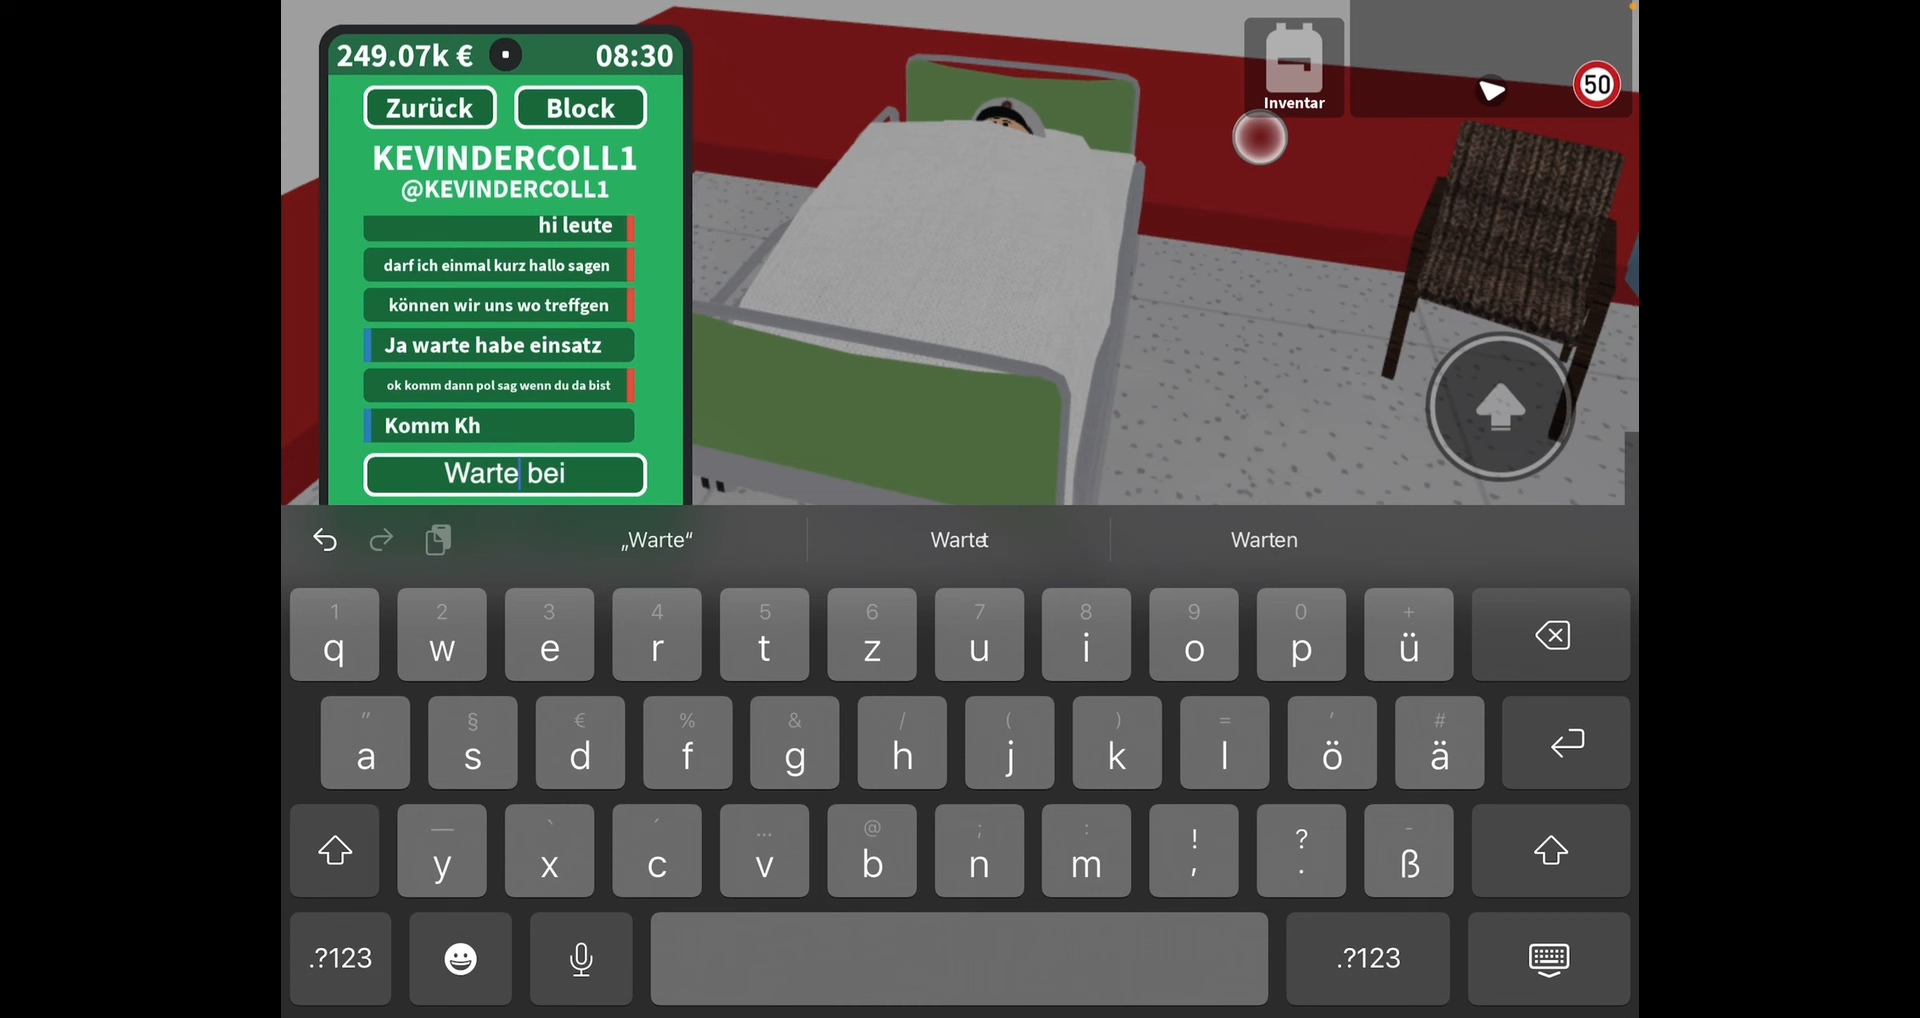 249.07k € 08:30
Zurück Block
KEVINDERCOLL1
@KEVINDERCOLL1
hi leute
darf ich einmal kurz hallo sagen
können wir uns wo treffgen
Ja warte habe einsatz
ok komm dann pol sag wenn du da bist
Komm Kh
Warte bei
Inventar
50
„Warte“ Wartet Warten
1 2 3 4 5 6 7 8 9 0 +
q w e r t z u i o p ü
" § € % & / ( ) = ' #
a s d f g h j k l ö ä
— ` ´ ... @ ; : ! ? -
y x c v b n m , . ß
.?123 .?123